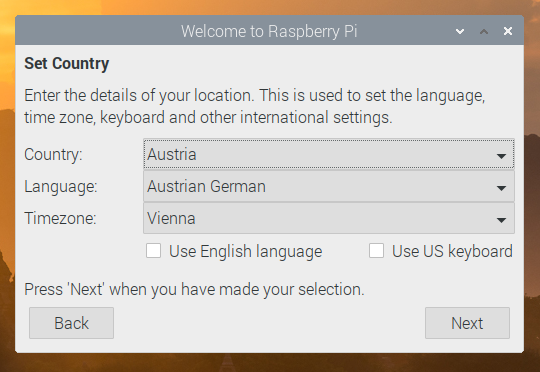 Welcome to Raspberry Pi
Set Country
Enter the details of your location. This is used to set the language,
time zone, keyboard and other international settings.
Country: Austria
Language: Austrian German
Timezone: Vienna
Use English language Use US keyboard
Press 'Next' when you have made your selection.
Back Next